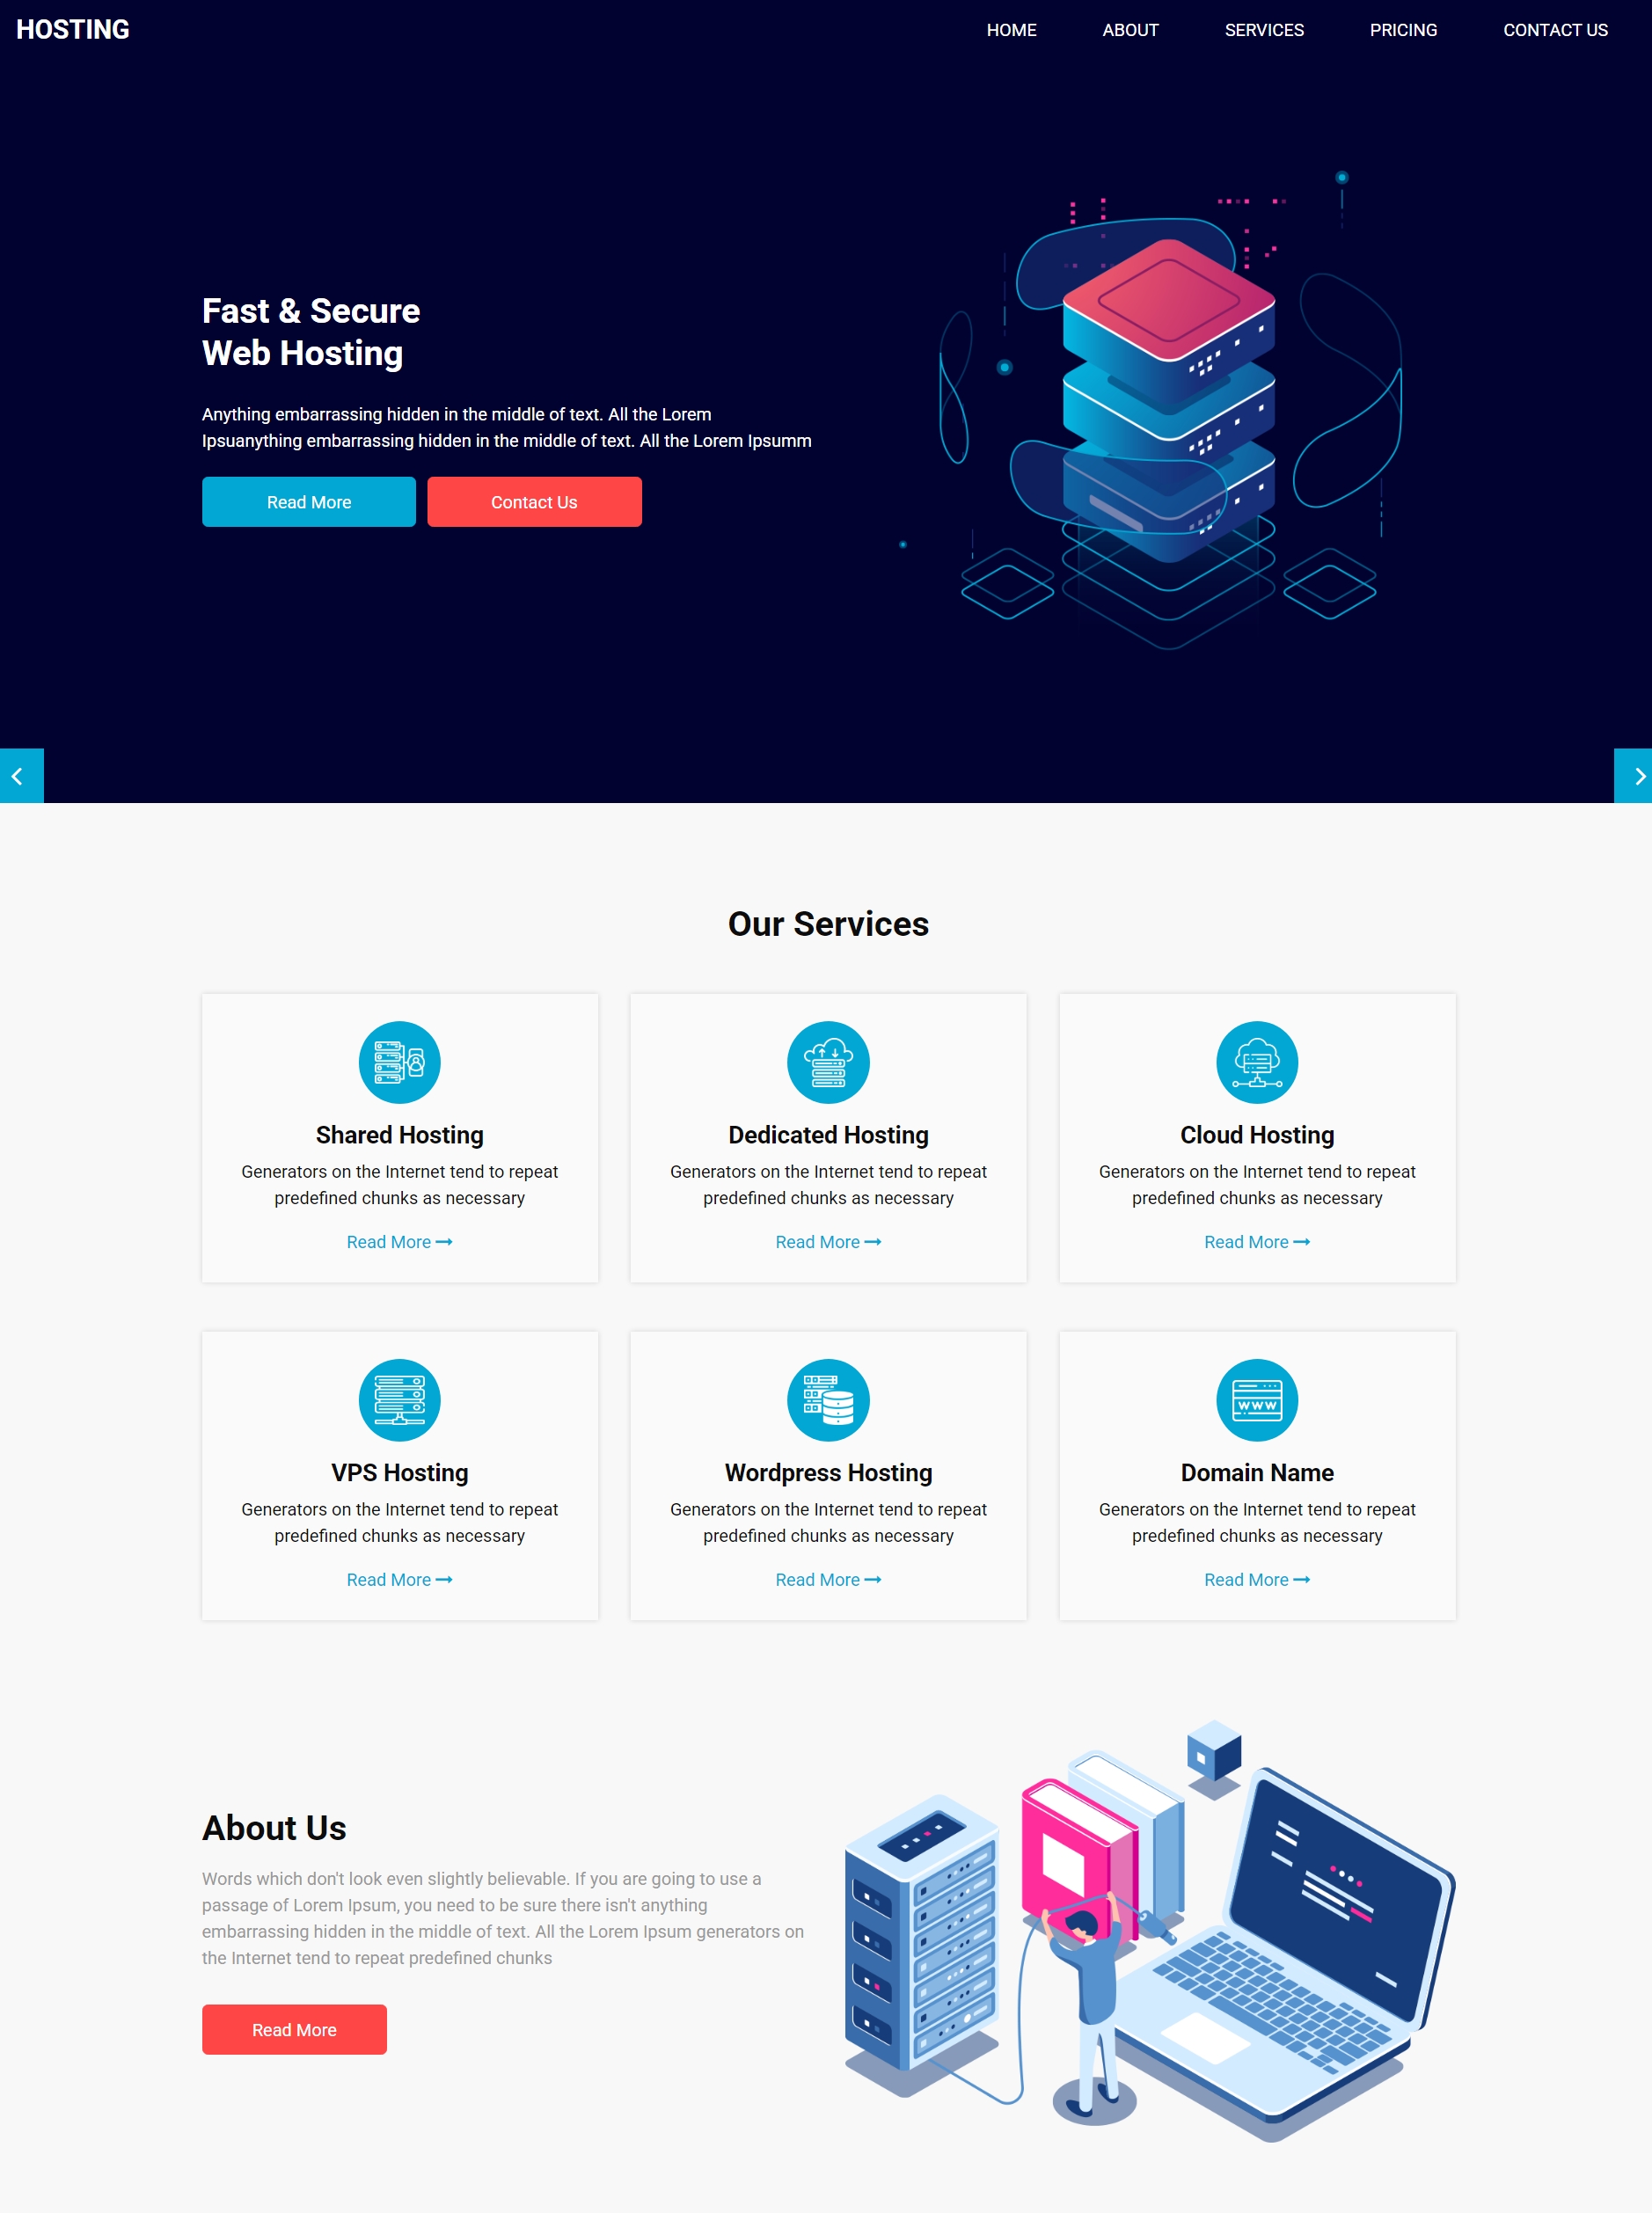 HOSTING
HOME ABOUT SERVICES PRICING CONTACT US
Fast & Secure
Web Hosting
Anything embarrassing hidden in the middle of text. All the Lorem
Ipsuanything embarrassing hidden in the middle of text. All the Lorem Ipsumm
Read More Contact Us
Our Services
Shared Hosting
Generators on the Internet tend to repeat
predefined chunks as necessary
Read More
Dedicated Hosting
Generators on the Internet tend to repeat
predefined chunks as necessary
Read More
Cloud Hosting
Generators on the Internet tend to repeat
predefined chunks as necessary
Read More
VPS Hosting
Generators on the Internet tend to repeat
predefined chunks as necessary
Read More
Wordpress Hosting
Generators on the Internet tend to repeat
predefined chunks as necessary
Read More
WWW
Domain Name
Generators on the Internet tend to repeat
predefined chunks as necessary
Read More
About Us
Words which don't look even slightly believable. If you are going to use a
passage of Lorem Ipsum, you need to be sure there isn't anything
embarrassing hidden in the middle of text. All the Lorem Ipsum generators on
the Internet tend to repeat predefined chunks
Read More